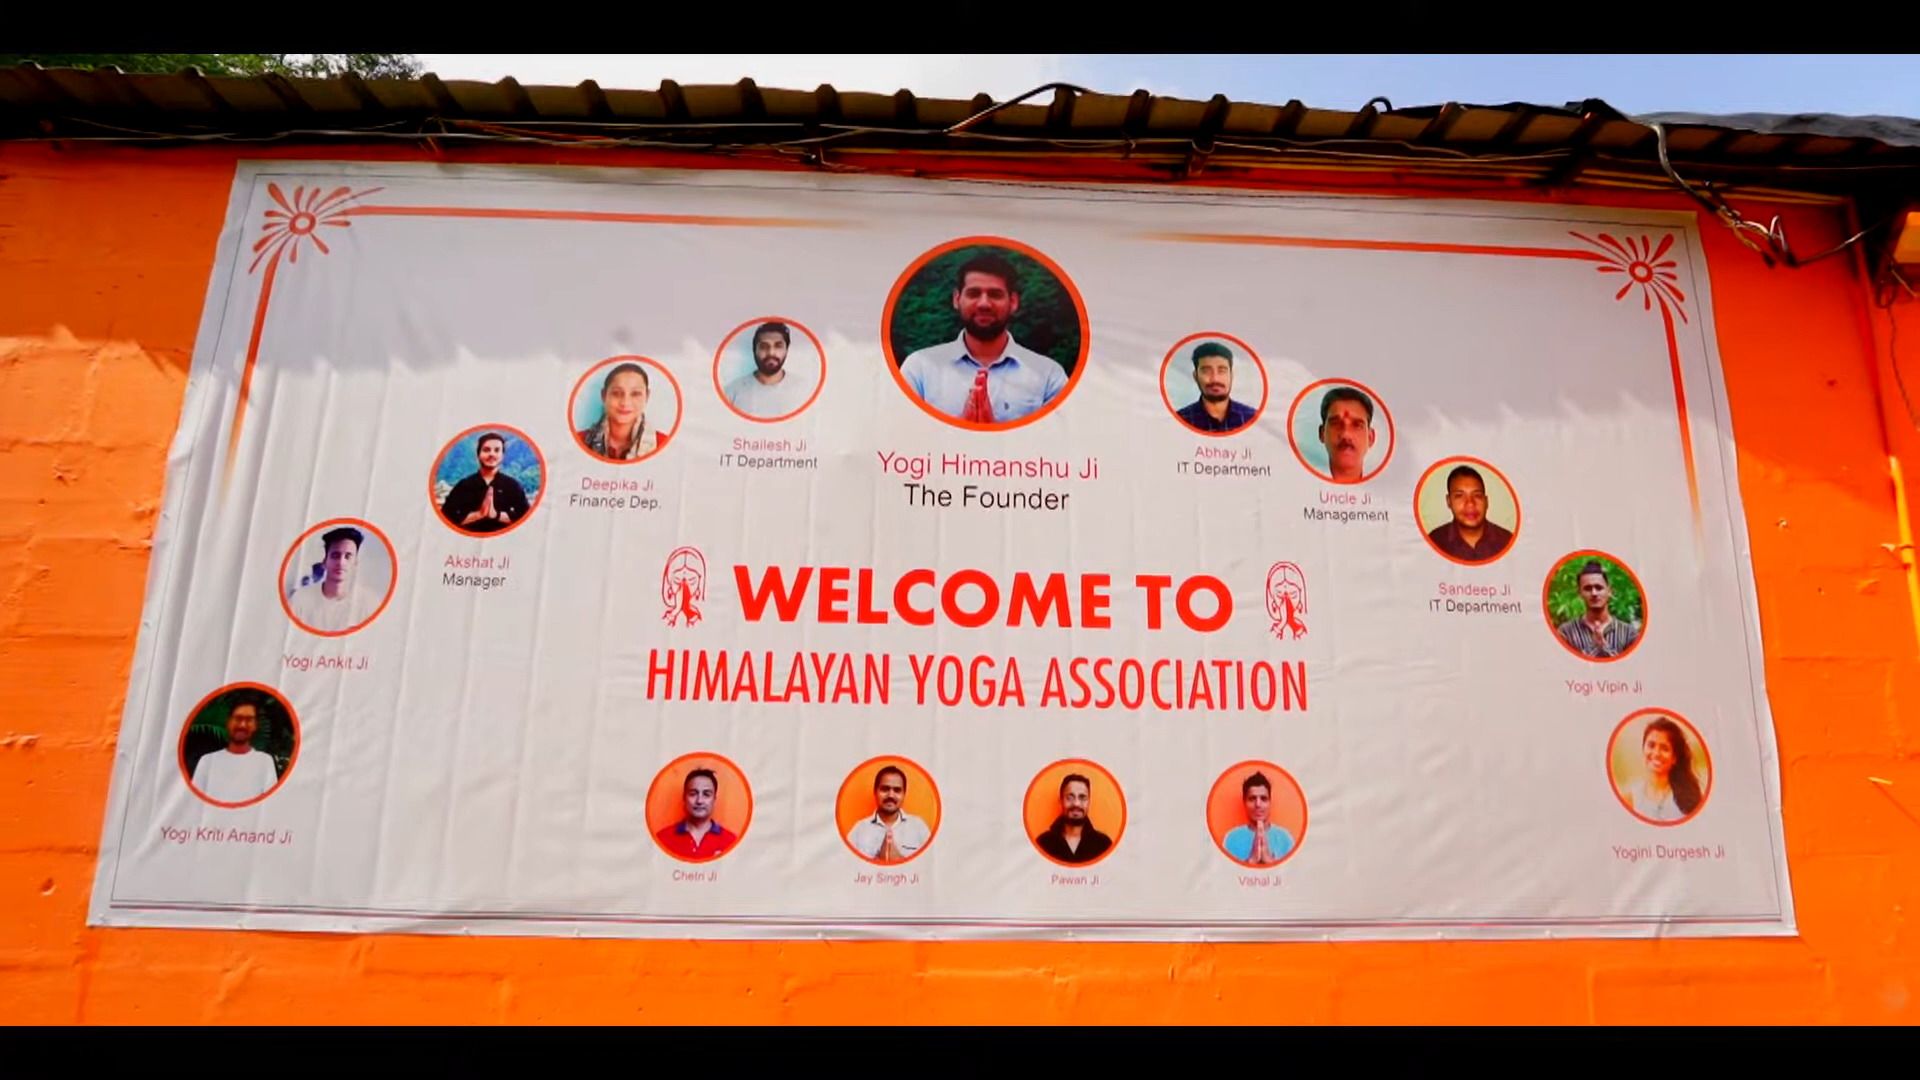 Yogi Himanshu Ji
The Founder
Shailesh Ji
IT Department
Abhay Ji
IT Department
Deepika Ji
Finance Dep.
Uncle Ji
Management
Akshat Ji
Manager
Sandeep Ji
IT Department
WELCOME TO
HIMALAYAN YOGA ASSOCIATION
Yogi Ankit Ji
Yogi Vipin Ji
Yogi Kriti Anand Ji
Yogini Durgesh Ji
Chetri Ji
Jay Singh Ji
Pawan Ji
Vishal Ji